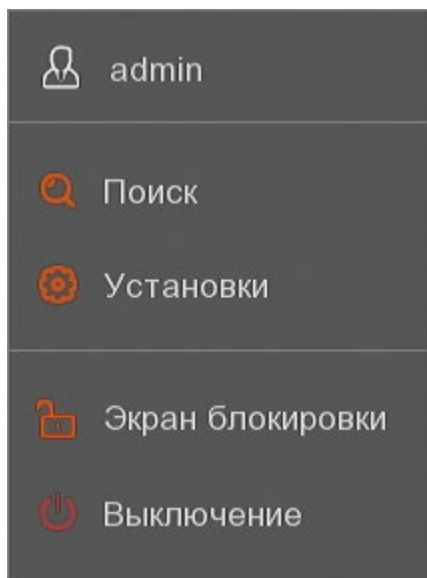 admin
Поиск
Установки
Экран блокировки
Выключение